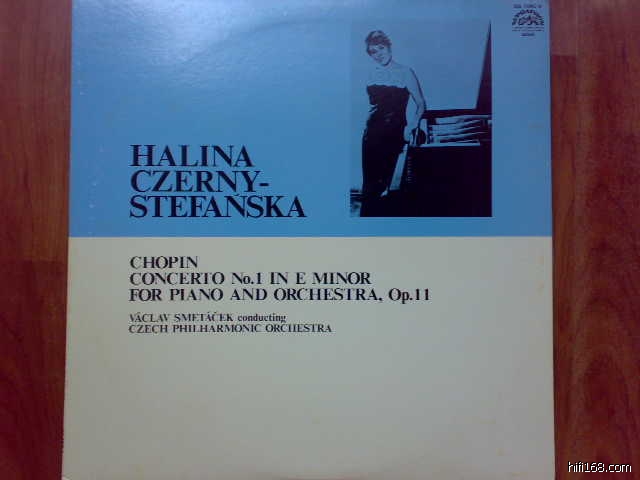 SUPRAPHON
HALINA
CZERNY-
STEFAŃSKA
CHOPIN
CONCERTO No.1 IN E MINOR
FOR PIANO AND ORCHESTRA, Op.11
VÁCLAV SMETÁČEK conducting
CZECH PHILHARMONIC ORCHESTRA
hifi168.com